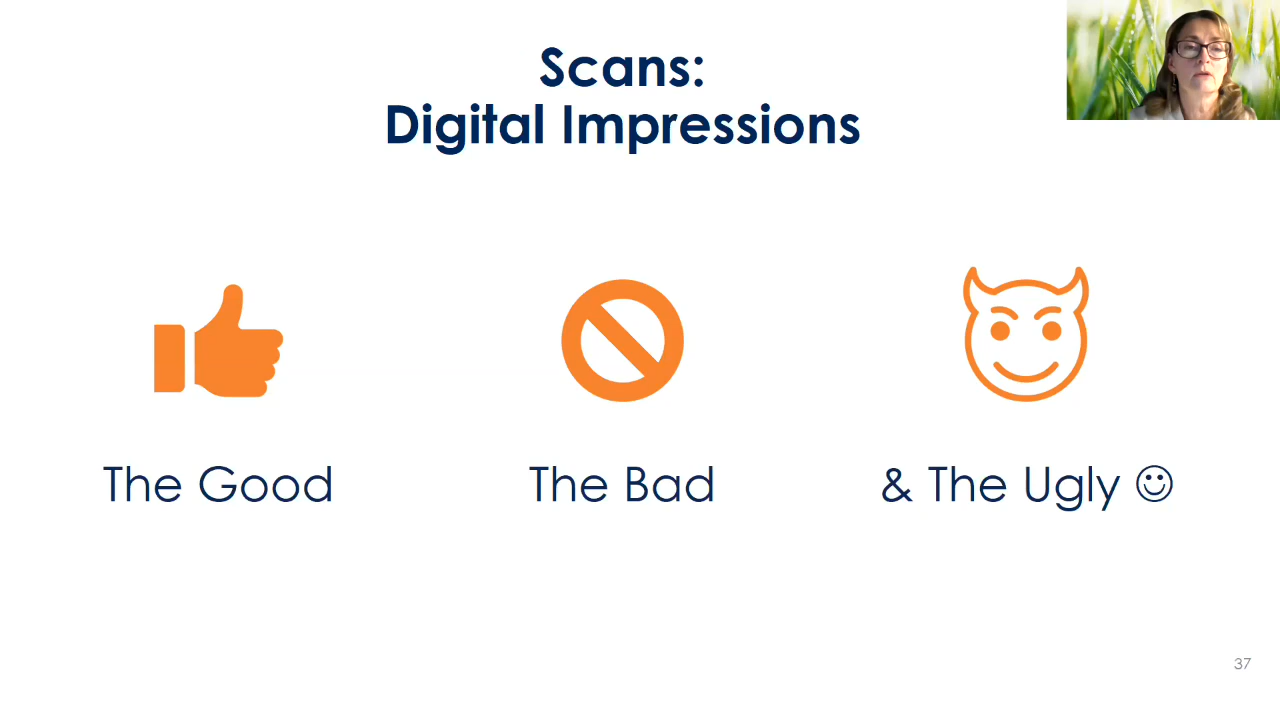 Scans:
Digital Impressions
The Good
The Bad
& The Ugly ☺
37